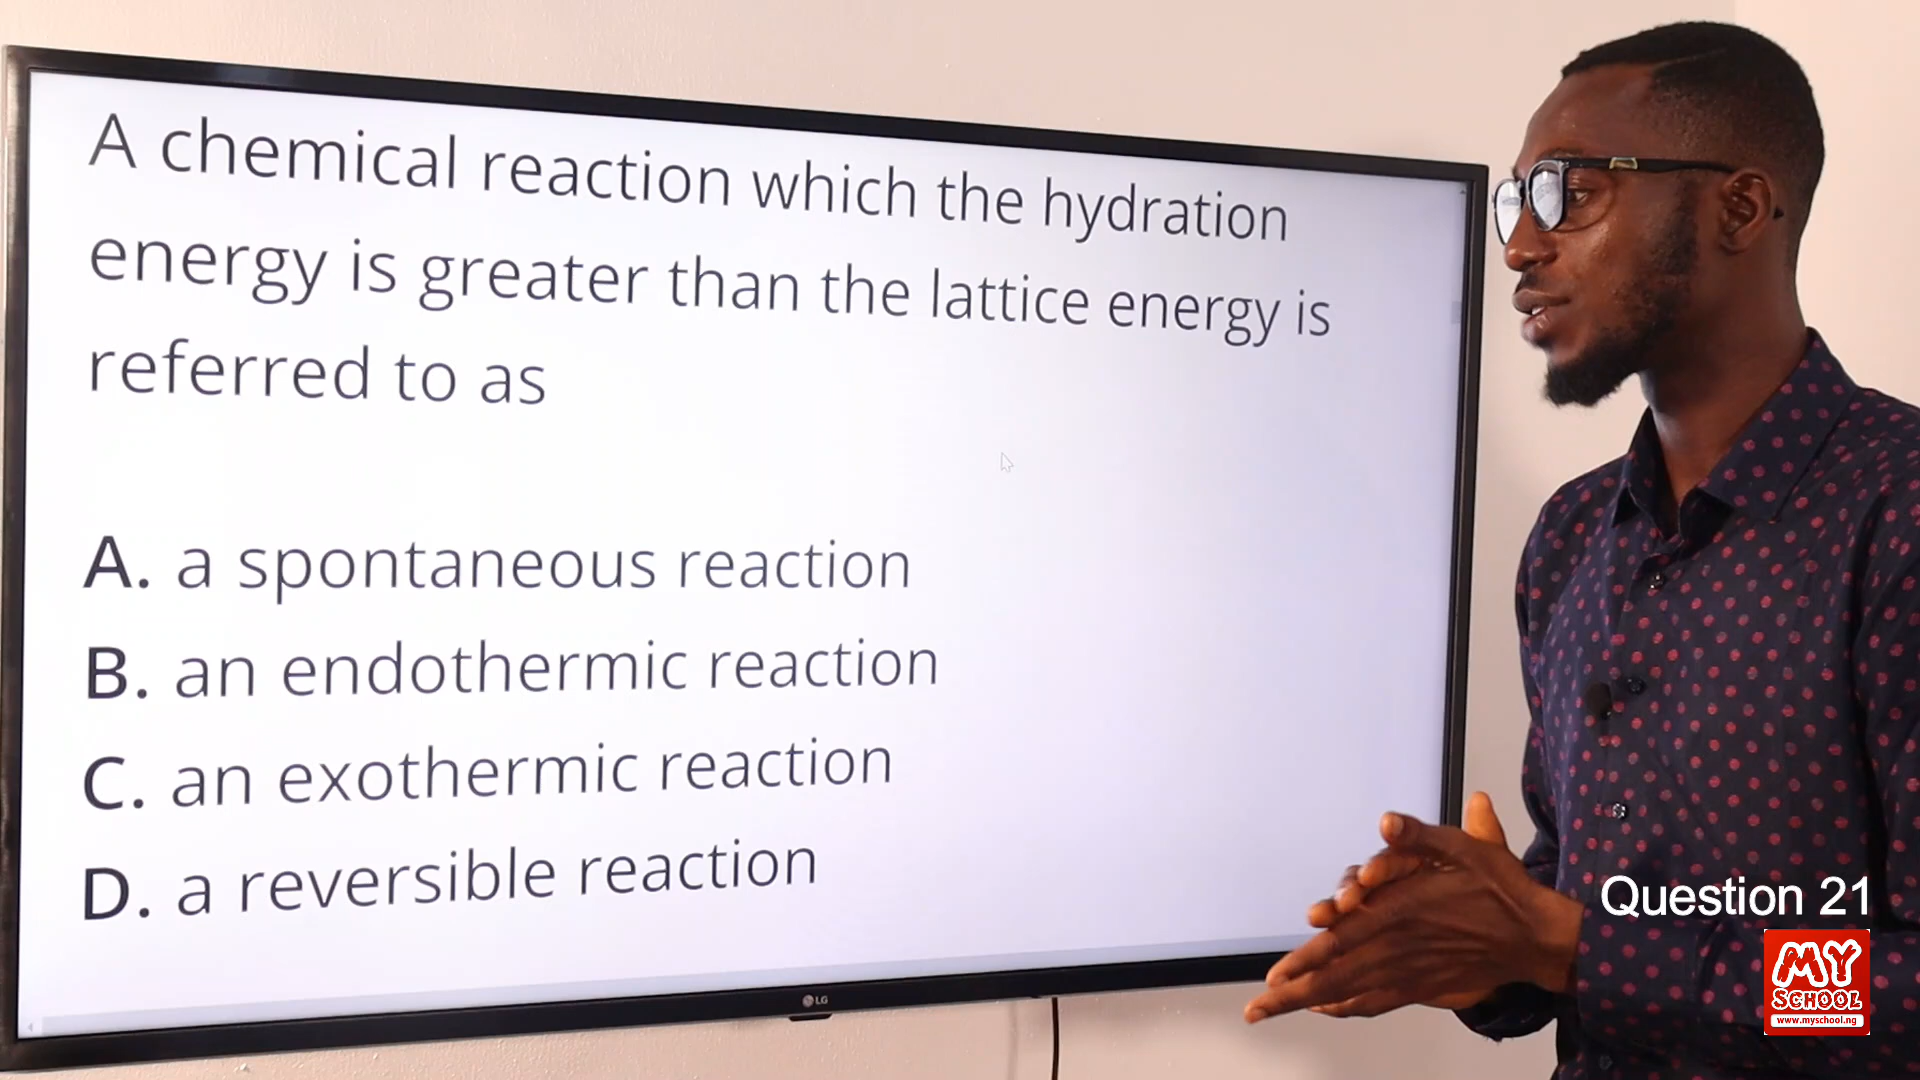 A chemical reaction which the hydration
energy is greater than the lattice energy is
referred to as
A. a spontaneous reaction
B. an endothermic reaction
C. an exothermic reaction
D. a reversible reaction
LG
Question 21
MY
SCHOOL
www.myschool.ng